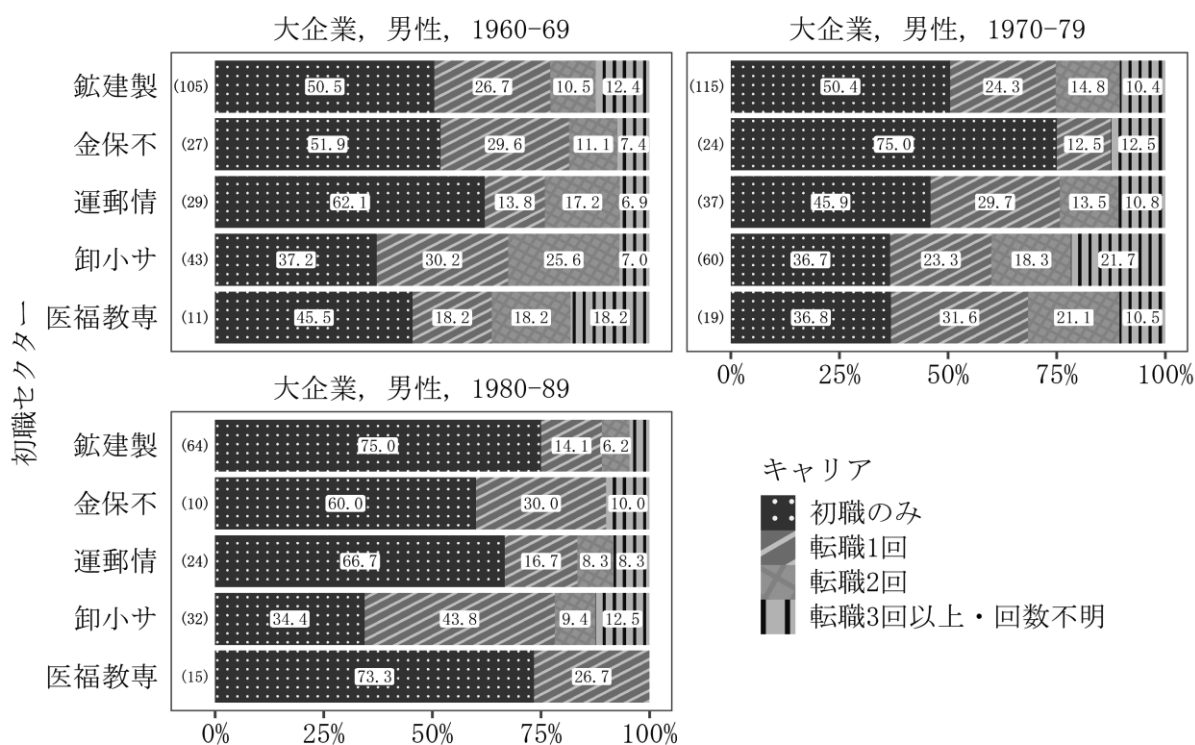 大企業, 男性, 1960-69
鉱建製 (105) 50.5 26.7 10.5 12.4
金保不 (27) 51.9 29.6 11.1 7.4
運郵情 (29) 62.1 13.8 17.2 6.9
卸小サ (43) 37.2 30.2 25.6 7.0
医福教専 (11) 45.5 18.2 18.2 18.2
大企業, 男性, 1970-79
(115) 50.4 24.3 14.8 10.4
(24) 75.0 12.5 12.5
(37) 45.9 29.7 13.5 10.8
(60) 36.7 23.3 18.3 21.7
(19) 36.8 31.6 21.1 10.5
0% 25% 50% 75% 100%
初職セクター
大企業, 男性, 1980-89
鉱建製 (64) 75.0 14.1 6.2
金保不 (10) 60.0 30.0 10.0
運郵情 (24) 66.7 16.7 8.3 8.3
卸小サ (32) 34.4 43.8 9.4 12.5
医福教専 (15) 73.3 26.7
0% 25% 50% 75% 100%
キャリア
初職のみ
転職1回
転職2回
転職3回以上・回数不明